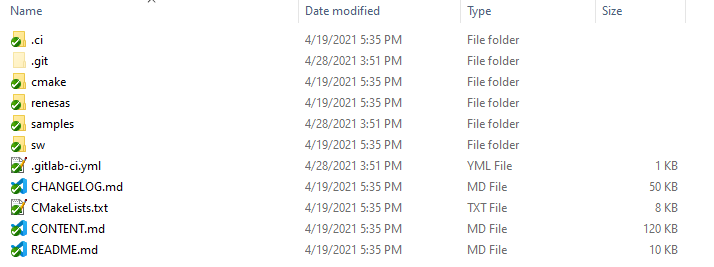 Name Date modified Type Size
.ci 4/19/2021 5:35 PM File folder
.git 4/28/2021 3:51 PM File folder
cmake 4/19/2021 5:35 PM File folder
renesas 4/19/2021 5:35 PM File folder
samples 4/28/2021 3:51 PM File folder
sw 4/19/2021 5:35 PM File folder
.gitlab-ci.yml 4/28/2021 3:51 PM YML File 1 KB
CHANGELOG.md 4/19/2021 5:35 PM MD File 50 KB
CMakeLists.txt 4/19/2021 5:35 PM TXT File 8 KB
CONTENT.md 4/19/2021 5:35 PM MD File 120 KB
README.md 4/19/2021 5:35 PM MD File 10 KB